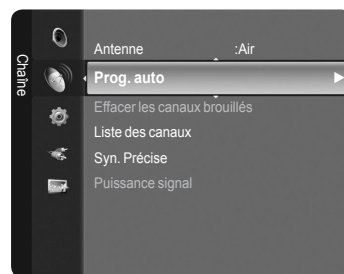 Chaîne
Antenne :Air
Prog. auto
Effacer les canaux brouillés
Liste des canaux
Syn. Précise
Puissance signal